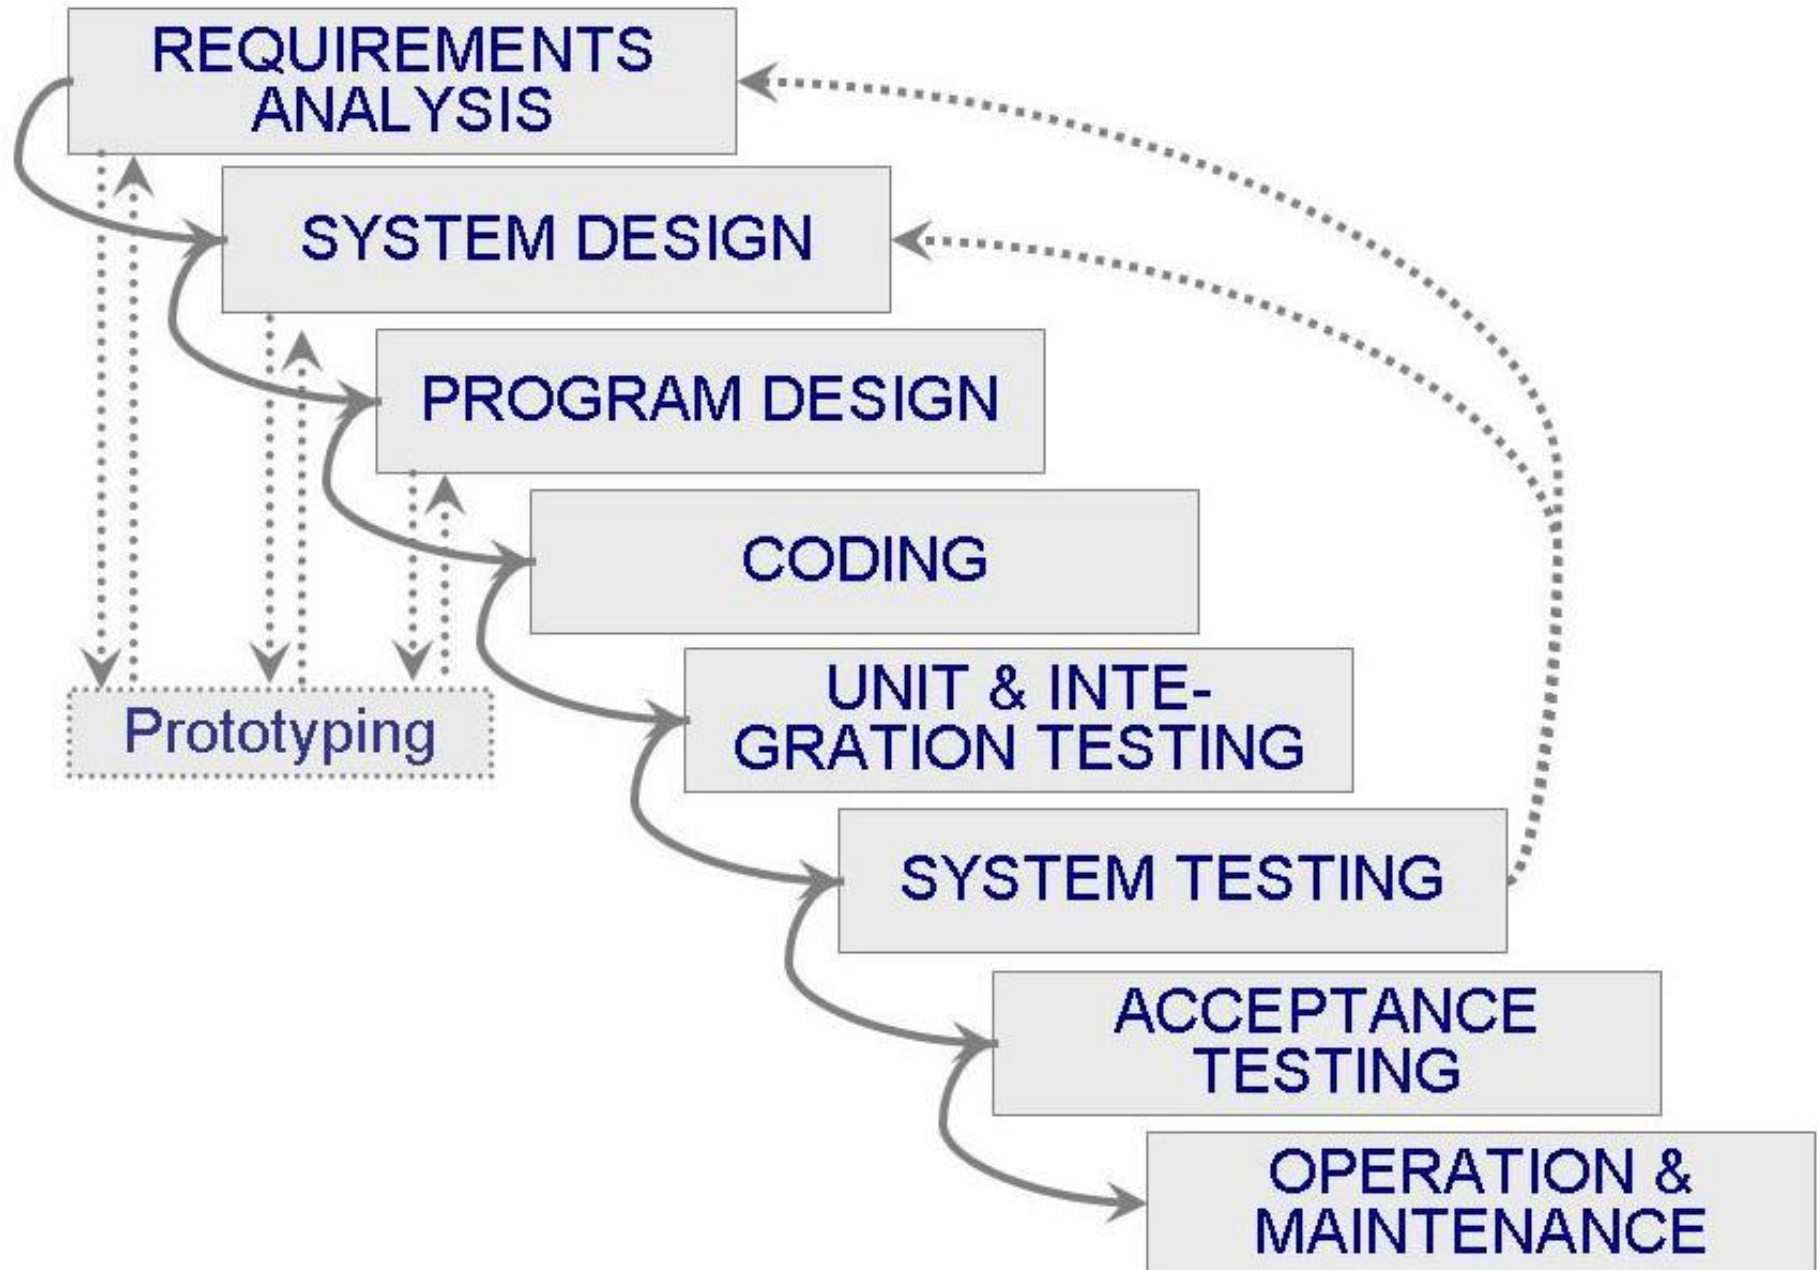 REQUIREMENTS
ANALYSIS
SYSTEM DESIGN
PROGRAM DESIGN
CODING
UNIT & INTE-
GRATION TESTING
Prototyping
SYSTEM TESTING
ACCEPTANCE
TESTING
OPERATION &
MAINTENANCE